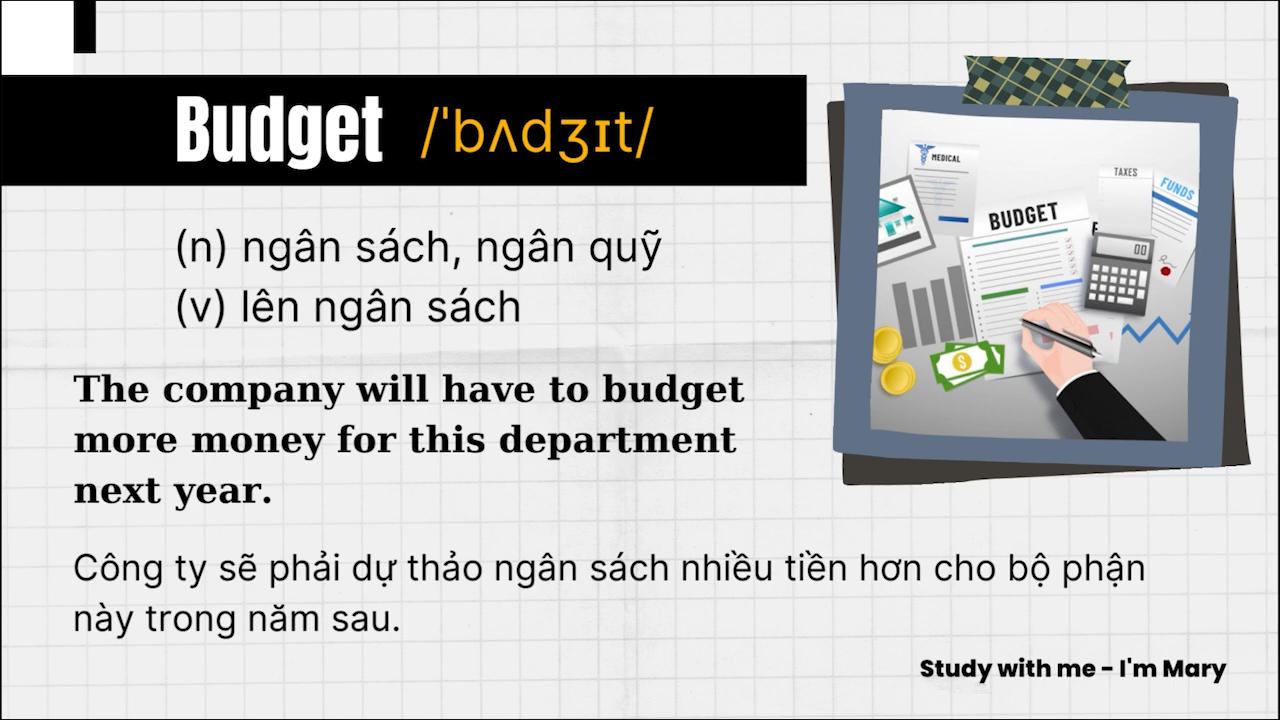 Budget /ˈbʌdʒɪt/
(n) ngân sách, ngân quỹ
(v) lên ngân sách
The company will have to budget
more money for this department
next year.
Công ty sẽ phải dự thảo ngân sách nhiều tiền hơn cho bộ phận
này trong năm sau.
MEDICAL
TAXES
FUNDS
BUDGET
00
Study with me - I'm Mary